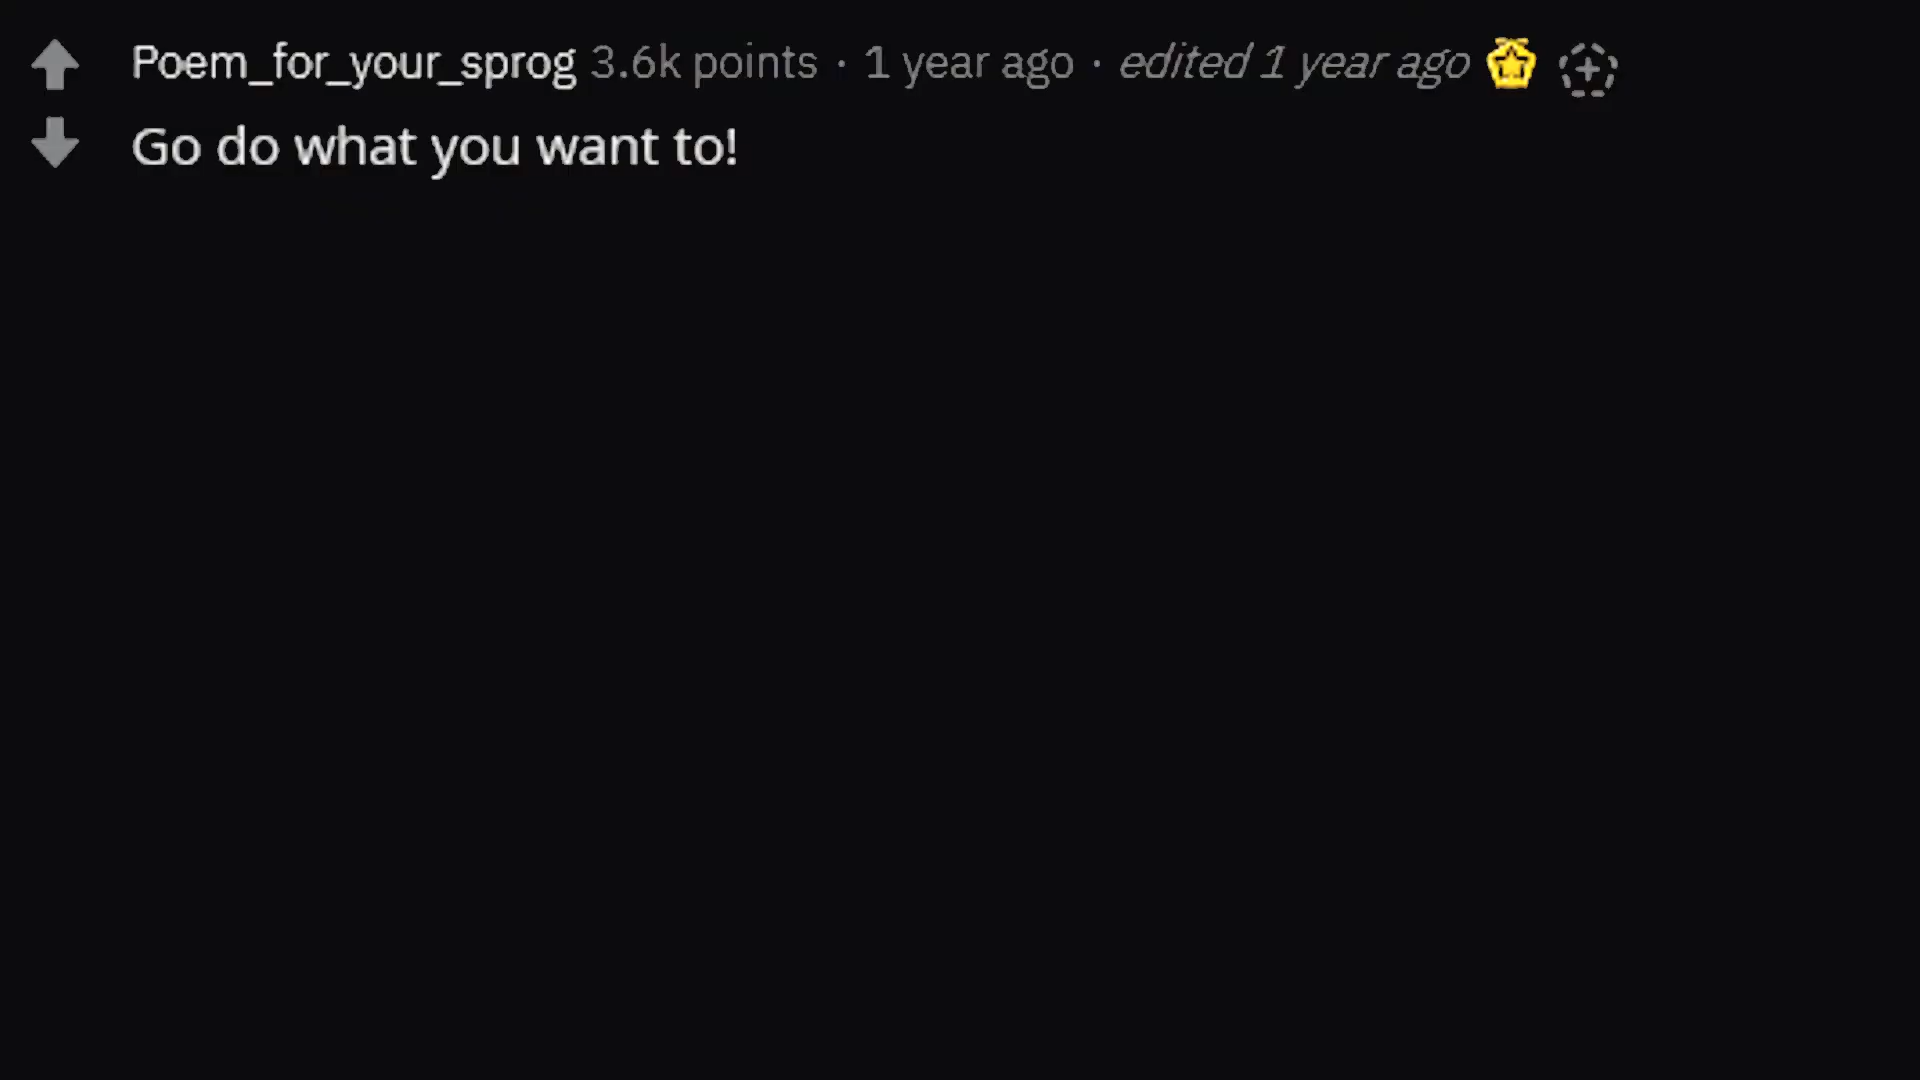 Poem_for_your_sprog 3.6k points · 1 year ago · edited 1 year ago
Go do what you want to!